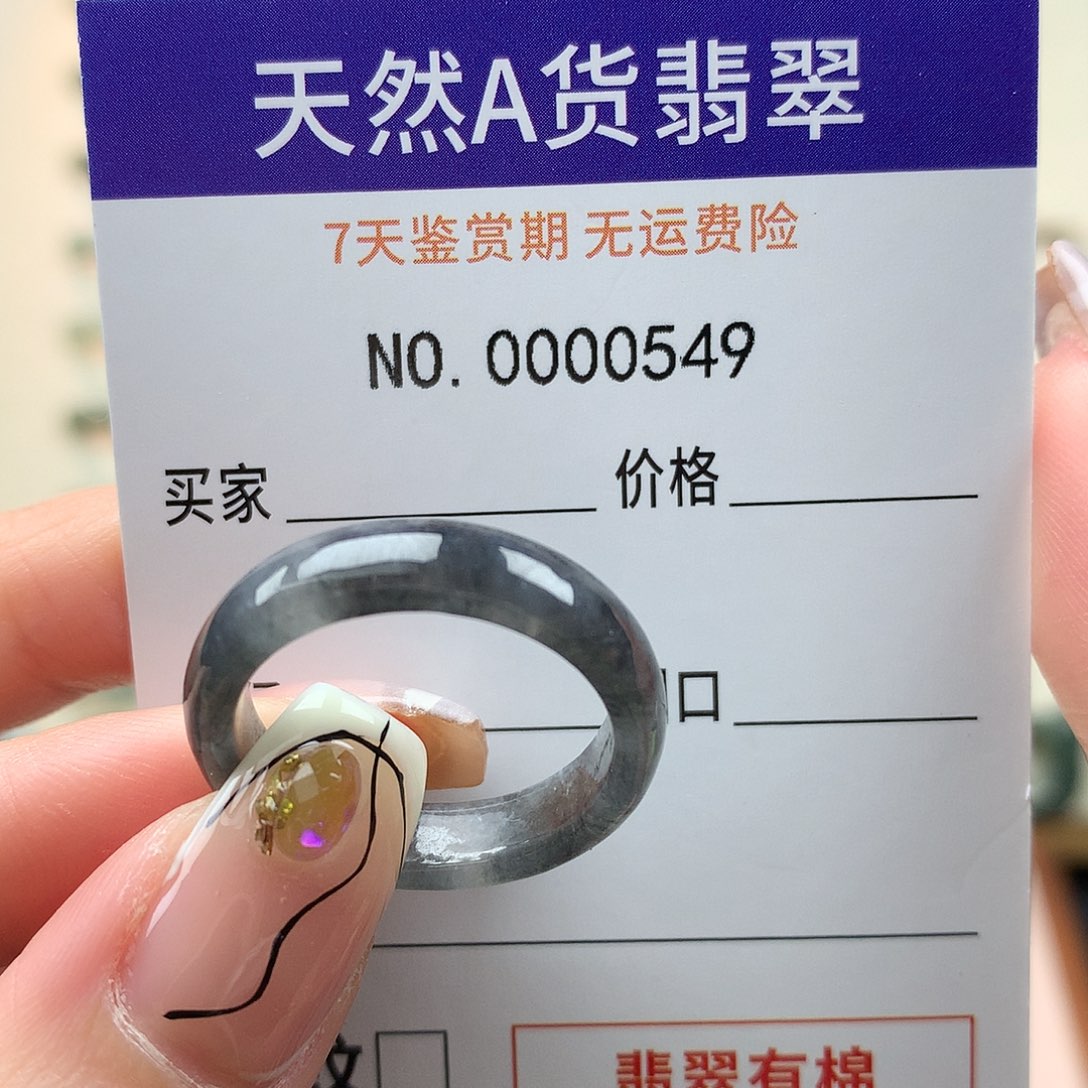 天然A货翡翠
7天鉴赏期 无运费险
NO. 0000549
买家 价格
口
纹
翡翠有棉